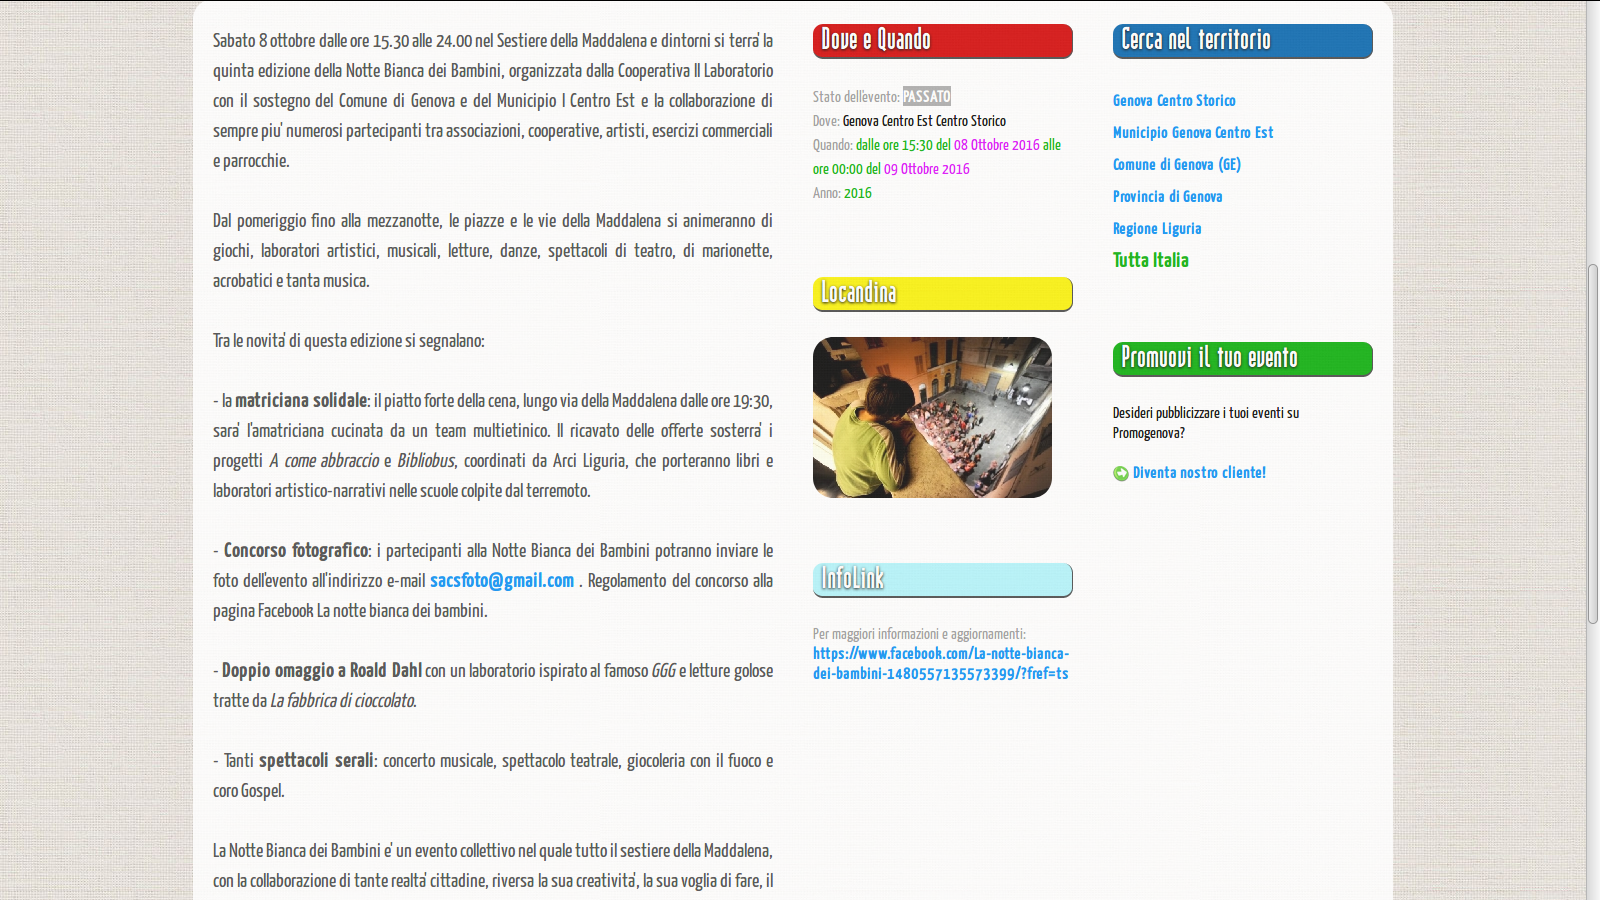 Sabato 8 ottobre dalle ore 15.30 alle 24.00 nel Sestiere della Maddalena e dintorni si terra' la
quinta edizione della Notte Bianca dei Bambini, organizzata dalla Cooperativa Il Laboratorio
con il sostegno del Comune di Genova e del Municipio I Centro Est e la collaborazione di
sempre piu' numerosi partecipanti tra associazioni, cooperative, artisti, esercizi commerciali
e parrocchie.
Dal pomeriggio fino alla mezzanotte, le piazze e le vie della Maddalena si animeranno di
giochi, laboratori artistici, musicali, letture, danze, spettacoli di teatro, di marionette,
acrobatici e tanta musica.
Tra le novita' di questa edizione si segnalano:
- la matriciana solidale: il piatto forte della cena, lungo via della Maddalena dalle ore 19:30,
sara' l'amatriciana cucinata da un team multietinico. Il ricavato delle offerte sosterra' i
progetti A come abbraccio e Bibliobus, coordinati da Arci Liguria, che porteranno libri e
laboratori artistico-narrativi nelle scuole colpite dal terremoto.
- Concorso fotografico: i partecipanti alla Notte Bianca dei Bambini potranno inviare le
foto dell'evento all'indirizzo e-mail sacsfoto@gmail.com . Regolamento del concorso alla
pagina Facebook La notte bianca dei bambini.
- Doppio omaggio a Roald Dahl con un laboratorio ispirato al famoso GGG e letture golose
tratte da La fabbrica di cioccolato.
- Tanti spettacoli serali: concerto musicale, spettacolo teatrale, giocoleria con il fuoco e
coro Gospel.
La Notte Bianca dei Bambini e' un evento collettivo nel quale tutto il sestiere della Maddalena,
con la collaborazione di tante realta' cittadine, riversa la sua creativita', la sua voglia di fare, il
Dove e Quando
Stato dell'evento: PASSATO
Dove: Genova Centro Est Centro Storico
Quando: dalle ore 15:30 del 08 Ottobre 2016 alle
ore 00:00 del 09 Ottobre 2016
Anno: 2016
Locandina
InfoLink
Per maggiori informazioni e aggiornamenti:
https://www.facebook.com/La-notte-bianca-
dei-bambini-1480557135573399/?fref=ts
Cerca nel territorio
Genova Centro Storico
Municipio Genova Centro Est
Comune di Genova (GE)
Provincia di Genova
Regione Liguria
Tutta Italia
Promuovi il tuo evento
Desideri pubblicizzare i tuoi eventi su
Promogenova?
Diventa nostro cliente!